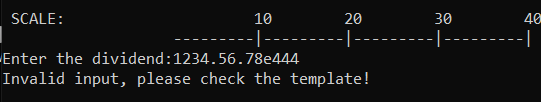 SCALE:                     10        20        30        40
                   ---------|---------|---------|---------|
Enter the dividend:1234.56.78e444
Invalid input, please check the template!